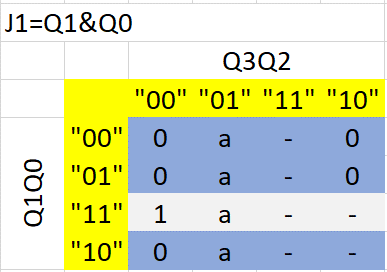 J1=Q1&Q0
Q3Q2
"00" "01" "11" "10"
Q1Q0
"00" 0 a - 0
"01" 0 a - 0
"11" 1 a - -
"10" 0 a - -